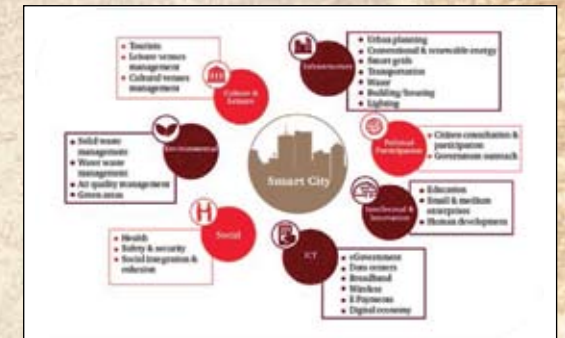 Culture & Leisure
• Tourists
• Leisure venues
management
• Cultural venues
management
Infrastructure
• Urban planning
• Conventional & renewable energy
• Smart grids
• Transportation
• Water
• Building/housing
• Lighting
Environmental
• Solid waste
management
• Water waste
management
• Air quality management
• Green areas
Smart City
Political Participation
• Citizen consultation &
participation
• Government outreach
Intellectual &
Innovation
• Education
• Small & medium
enterprises
• Human development
Social
• Health
• Safety & security
• Social integration &
cohesion
ICT
• eGovernment
• Data centers
• Broadband
• Wireless
• E Payments
• Digital economy